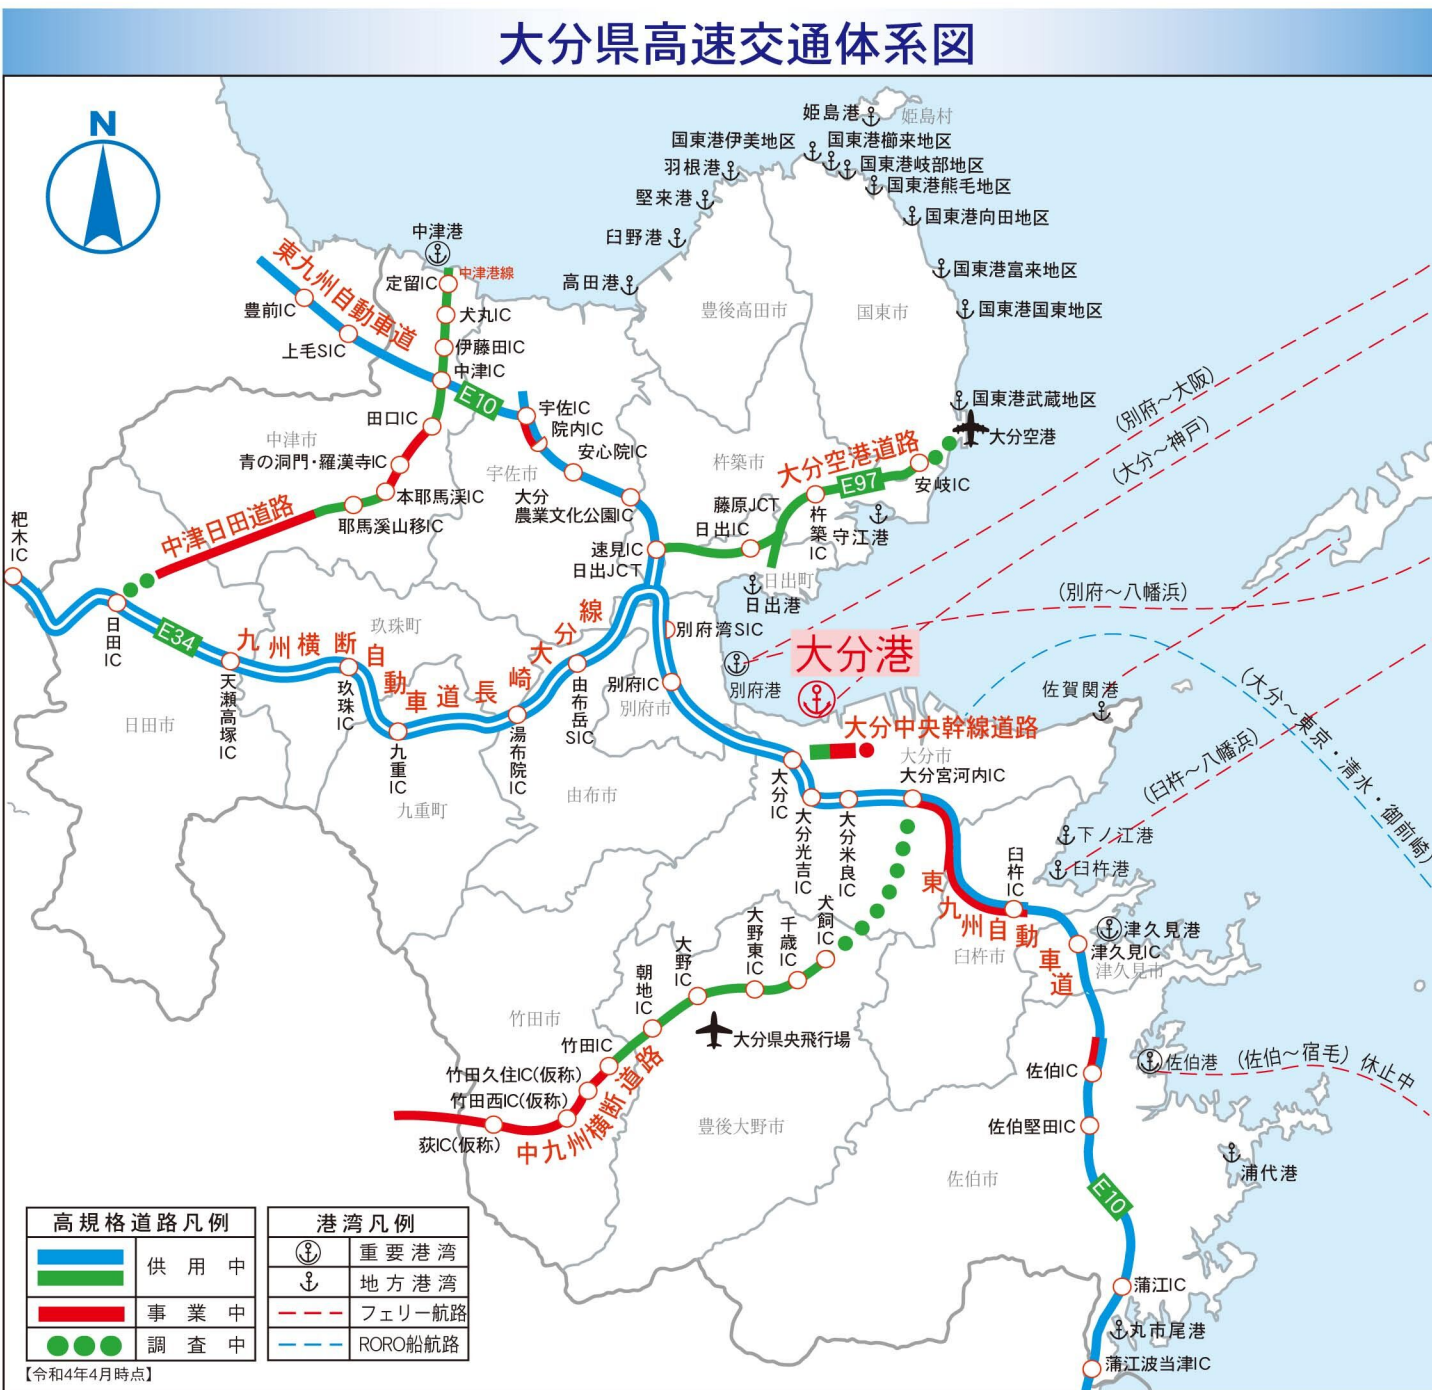 大分県高速交通体系図
N
姫島港
姫島村
国東港伊美地区
国東港櫛来地区
羽根港
国東港岐部地区
国東港熊毛地区
堅来港
国東港向田地区
臼野港
高田港
国東港富来地区
国東港国東地区
国東港武蔵地区
豊後高田市
国東市
中津港
中津港線
定留IC
東九州自動車道
豊前IC
犬丸IC
上毛SIC
伊藤田IC
中津IC
E10
田口IC
宇佐IC
院内IC
中津市
青の洞門・羅漢寺IC
安心院IC
宇佐市
本耶馬渓IC
耶馬溪山移IC
中津日田道路
大分
農業文化公園IC
杵築市
大分空港道路
大分空港
E97
安岐IC
藤原JCT
日出IC
杵築IC
守江港
速見IC
日出JCT
日出町
日出港
(別府～大阪)
(大分～神戸)
(別府～八幡浜)
杷木IC
日田IC
E34
九州横断自動車道長崎大分線
玖珠町
天瀬高塚IC
玖珠IC
九重IC
湯布院IC
由布岳SIC
別府湾SIC
別府IC
別府市
別府港
大分港
日田市
九重町
由布市
大分中央幹線道路
大分市
大分宮河内IC
佐賀関港
(大分～東京・清水・御前崎)
(臼杵～八幡浜)
大分IC
大分光吉IC
大分米良IC
下ノ江港
臼杵港
臼杵IC
東九州自動車道
臼杵市
津久見港
津久見IC
津久見市
犬飼IC
千歳IC
大野東IC
大野IC
朝地IC
竹田市
竹田IC
大分県央飛行場
竹田久住IC(仮称)
竹田西IC(仮称)
荻IC(仮称)
中九州横断道路
豊後大野市
佐伯IC
佐伯港
(佐伯～宿毛)休止中
佐伯堅田IC
佐伯市
浦代港
E10
蒲江IC
丸市尾港
蒲江波当津IC
高規格道路凡例
供用中
事業中
調査中
港湾凡例
重要港湾
地方港湾
フェリー航路
RORO船航路
【令和4年4月時点】